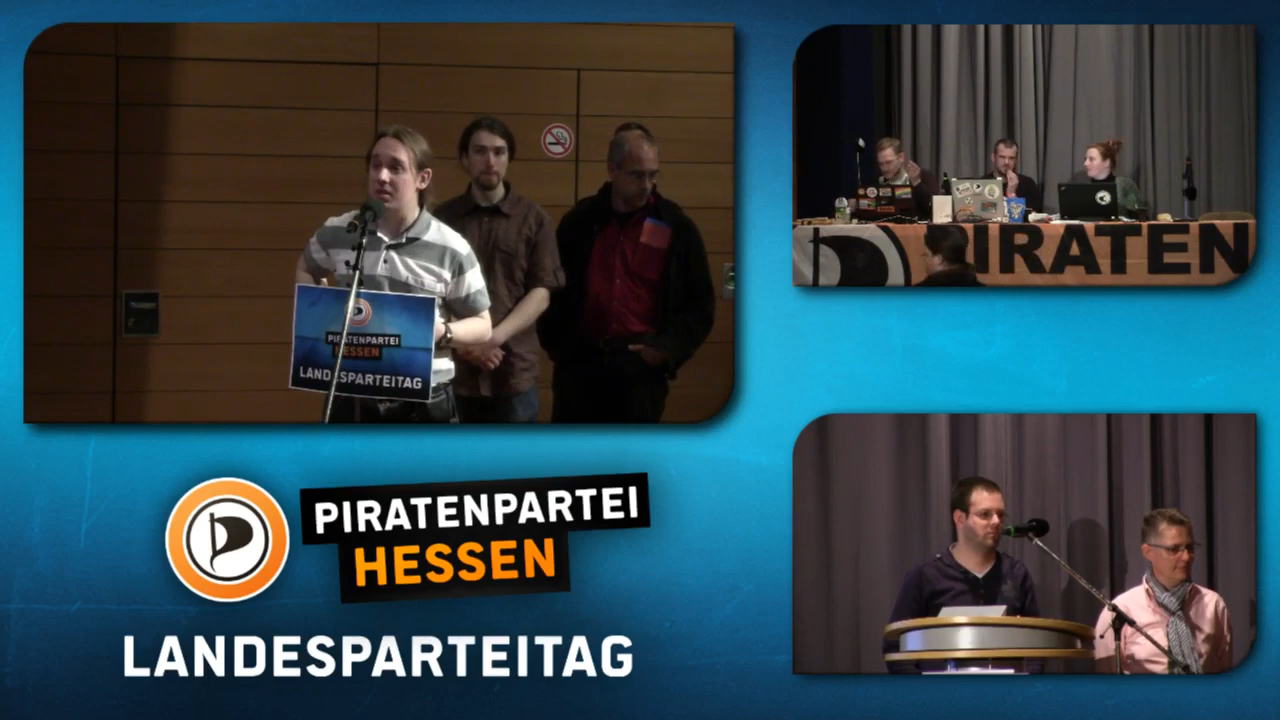 PIRATENPARTEI
HESSEN
LANDESPARTEITAG
PIRATEN
PIRATENPARTEI
HESSEN
LANDESPARTEITAG